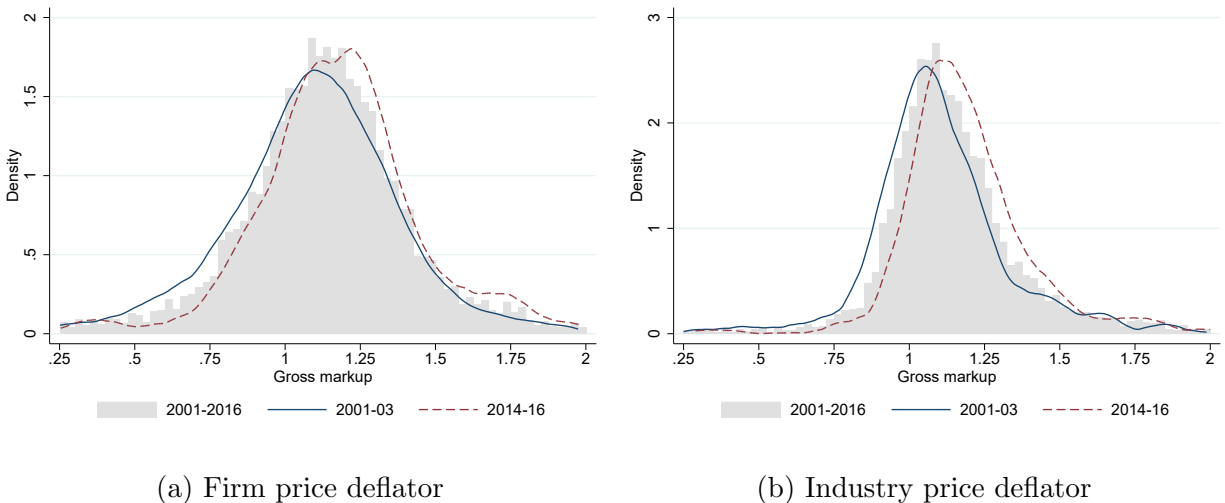 2
1.5
1
.5
0
Density
.25 .5 .75 1 1.25 1.5 1.75 2
Gross markup
2001-2016 2001-03 2014-16
(a) Firm price deflator
3
2
1
0
Density
.25 .5 .75 1 1.25 1.5 1.75 2
Gross markup
2001-2016 2001-03 2014-16
(b) Industry price deflator